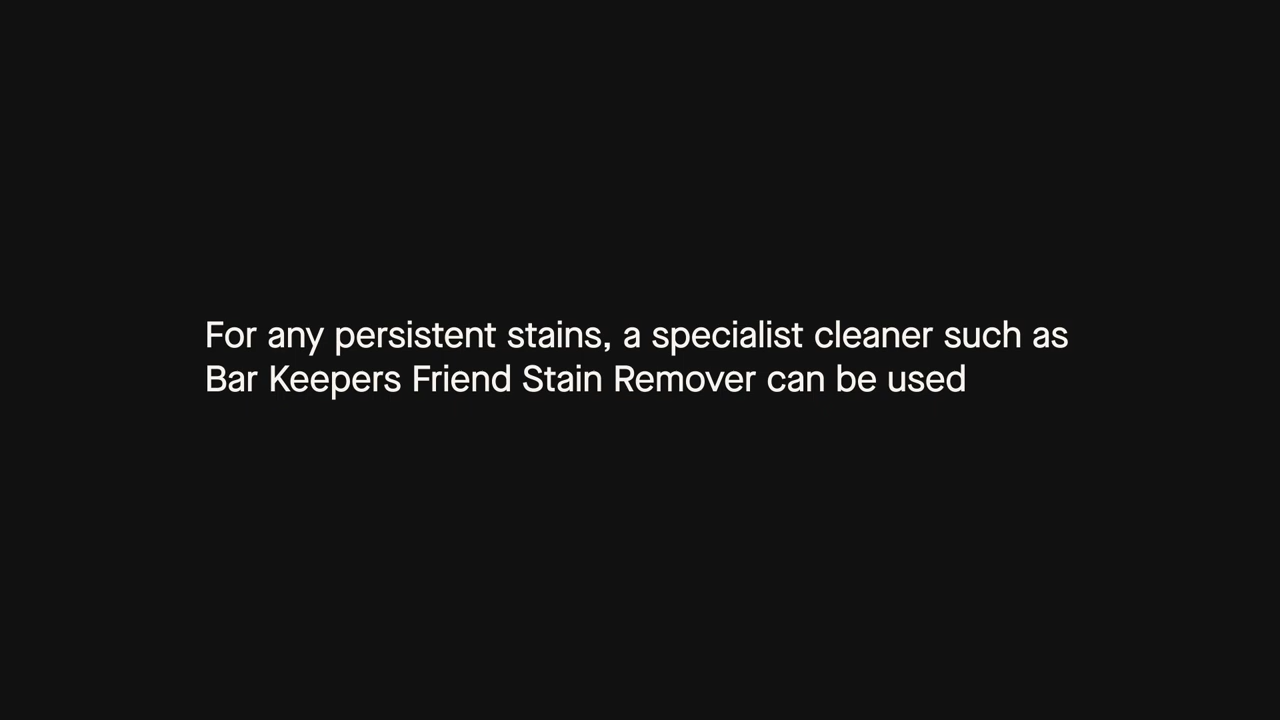 For any persistent stains, a specialist cleaner such as
Bar Keepers Friend Stain Remover can be used